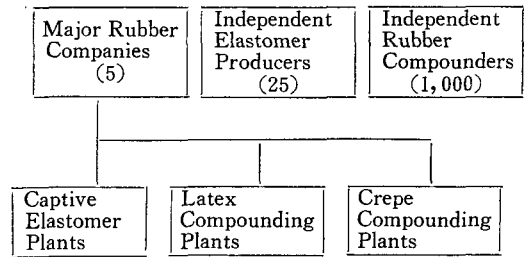 Major Rubber
Companies
(5)
Independent
Elastomer
Producers
(25)
Independent
Rubber
Compounders
(1,000)
Captive
Elastomer
Plants
Latex
Compounding
Plants
Crepe
Compounding
Plants